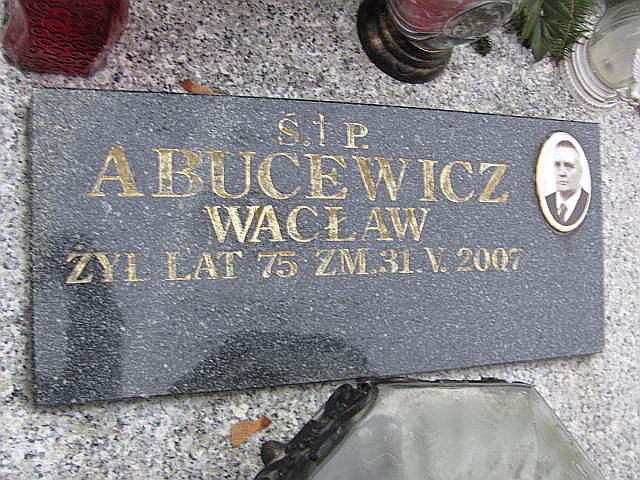 Ś.†P.
ABUCEWICZ
WACŁAW
ŻYŁ LAT 75 ZM.31.V.2007